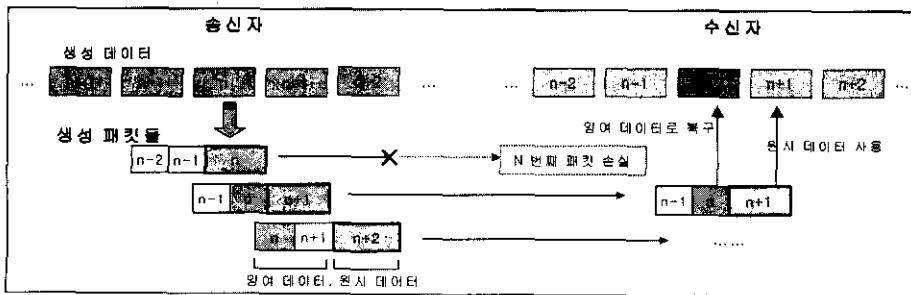 송신자
수신자
생성 데이터
... ... ...
n-2 n-1 n+1 n+2 ...
생성 패킷들
잉여 데이터로 복구
원시 데이터 사용
n-2 n-1 n
N 번째 패킷 손실
n-1 n n+1
n-1 n n+1
n n+1 n+2
......
잉여 데이터, 원시 데이터